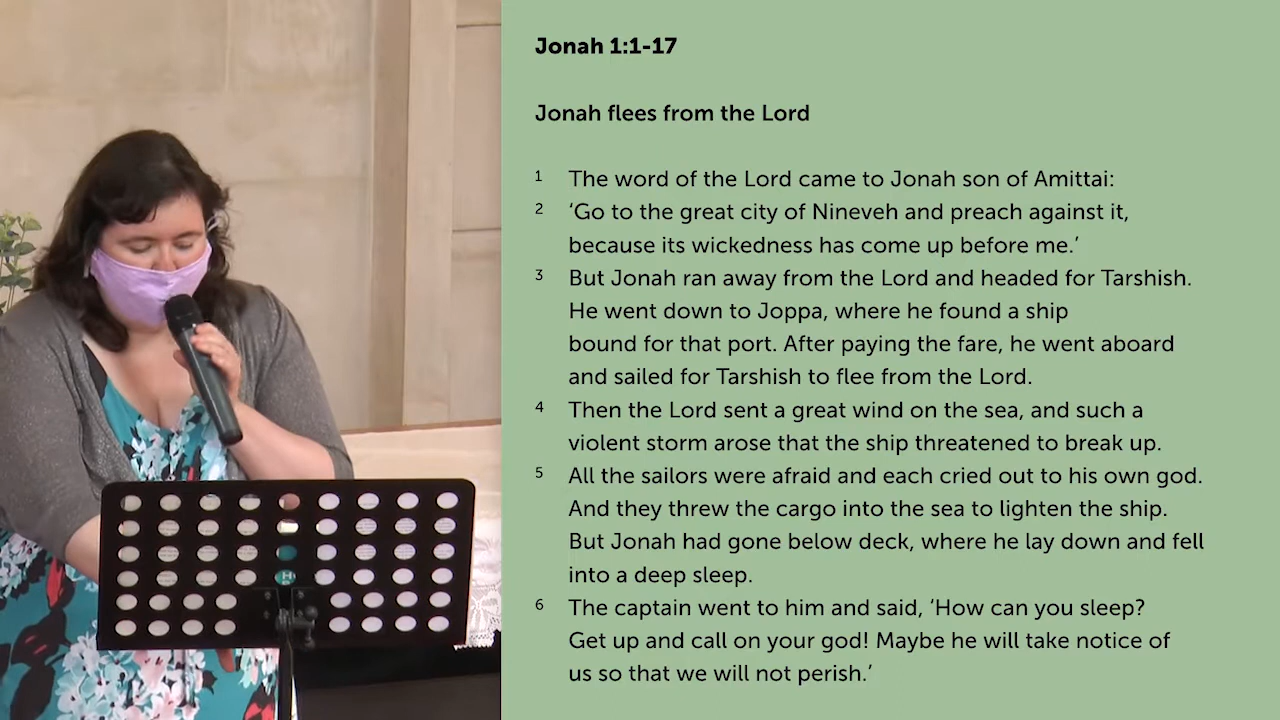 Jonah 1:1-17
Jonah flees from the Lord
1 The word of the Lord came to Jonah son of Amittai:
2 ‘Go to the great city of Nineveh and preach against it,
because its wickedness has come up before me.’
3 But Jonah ran away from the Lord and headed for Tarshish.
He went down to Joppa, where he found a ship
bound for that port. After paying the fare, he went aboard
and sailed for Tarshish to flee from the Lord.
4 Then the Lord sent a great wind on the sea, and such a
violent storm arose that the ship threatened to break up.
5 All the sailors were afraid and each cried out to his own god.
And they threw the cargo into the sea to lighten the ship.
But Jonah had gone below deck, where he lay down and fell
into a deep sleep.
6 The captain went to him and said, ‘How can you sleep?
Get up and call on your god! Maybe he will take notice of
us so that we will not perish.’